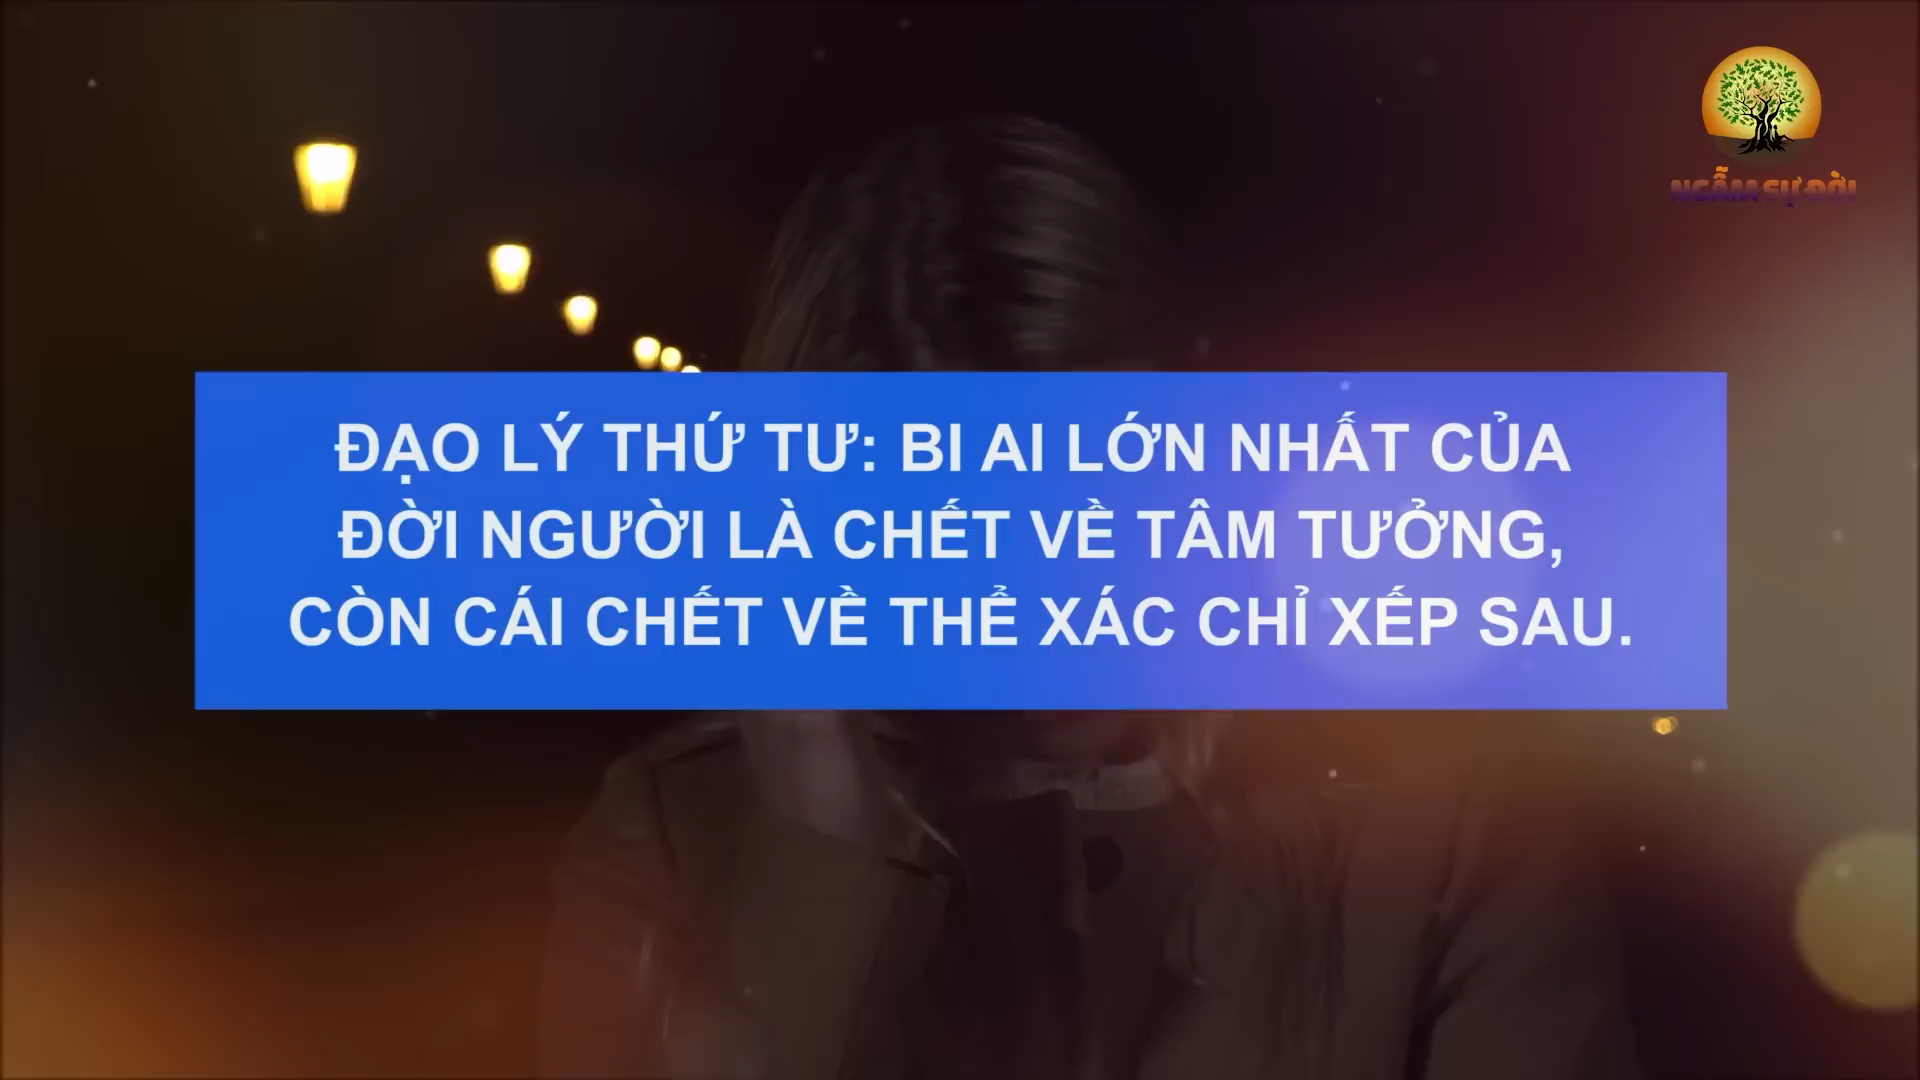 NGẪM SỰ ĐỜI
ĐẠO LÝ THỨ TƯ: BI AI LỚN NHẤT CỦA
ĐỜI NGƯỜI LÀ CHẾT VỀ TÂM TƯỞNG,
CÒN CÁI CHẾT VỀ THỂ XÁC CHỈ XẾP SAU.